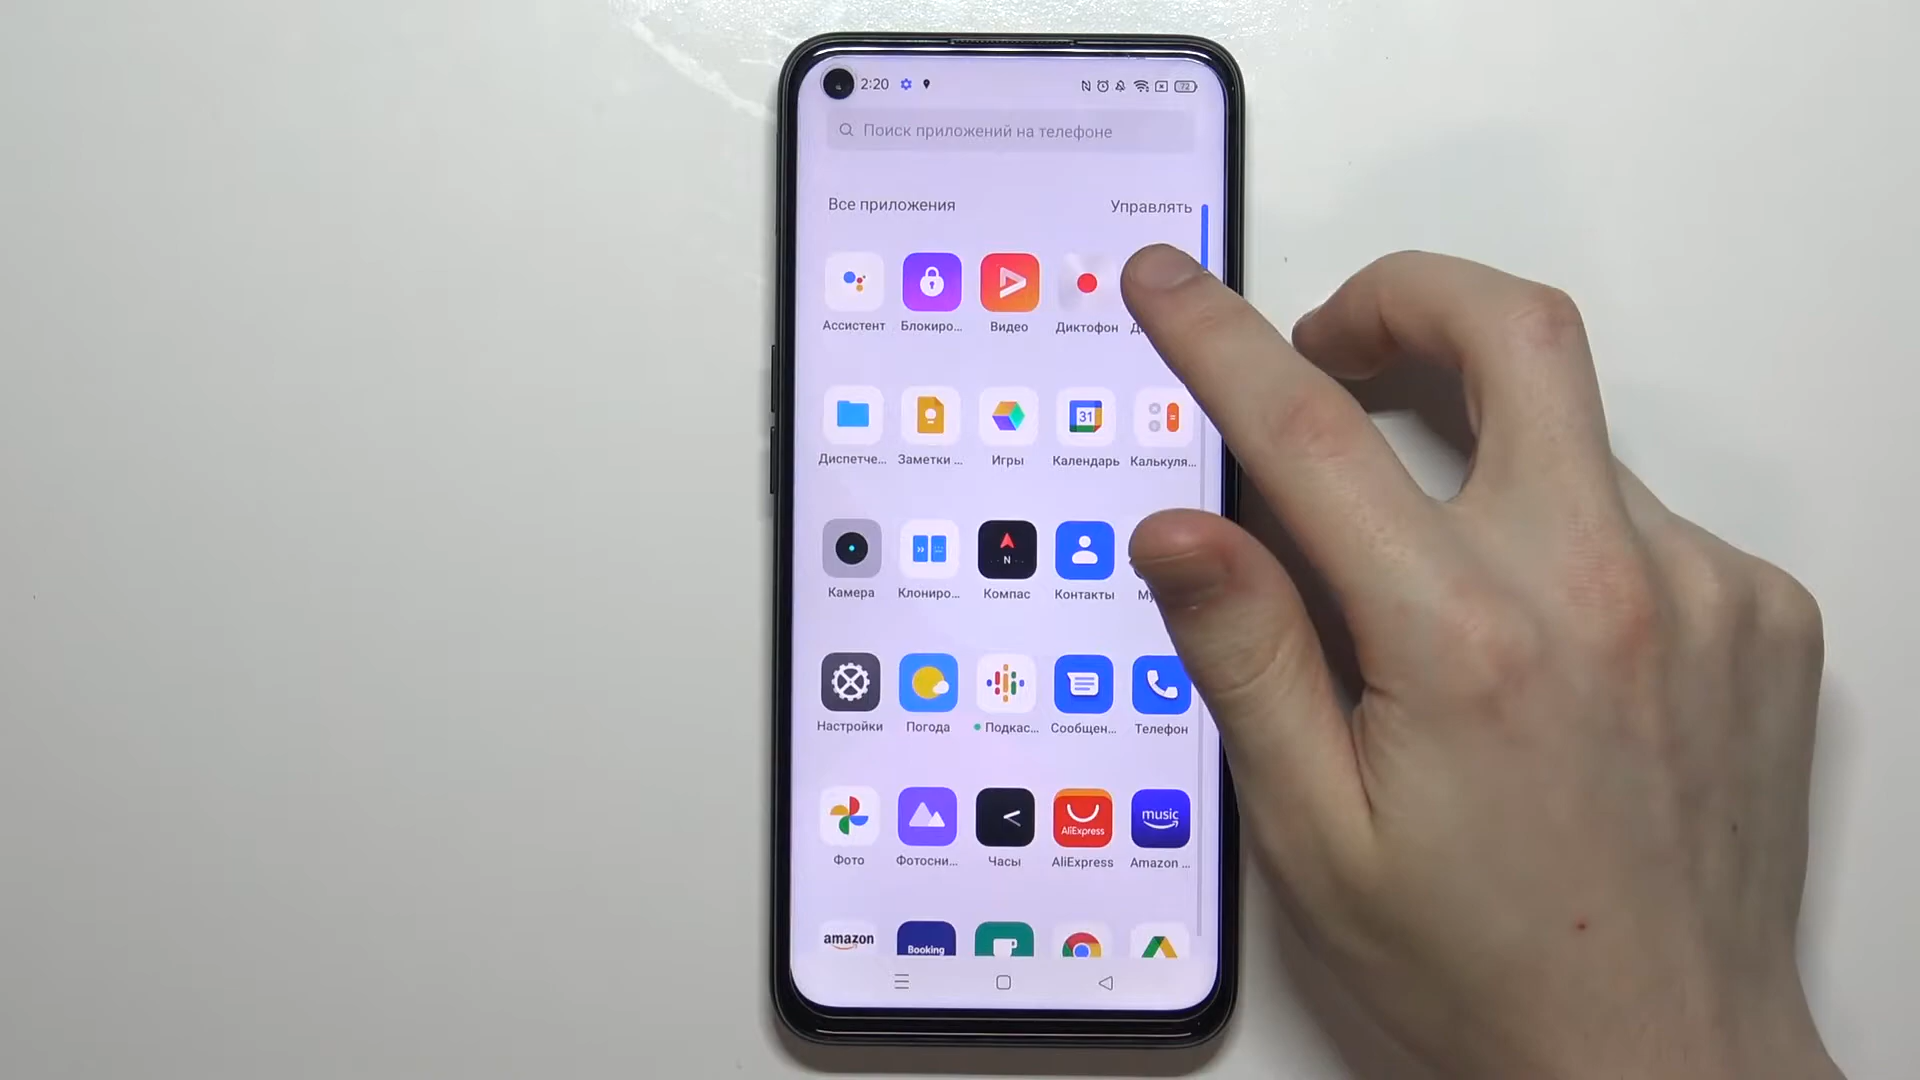 2:20
72
Поиск приложений на телефоне
Все приложения
Управлять
Ассистент
Блокиро...
Видео
Диктофон
31
Диспетче...
Заметки ...
Игры
Календарь
Калькуля...
N
Камера
Клониро...
Компас
Контакты
Настройки
Погода
Подкас...
Сообщен...
Телефон
AliExpress
music
Фото
Фотосни...
Часы
AliExpress
Amazon ...
amazon
Booking